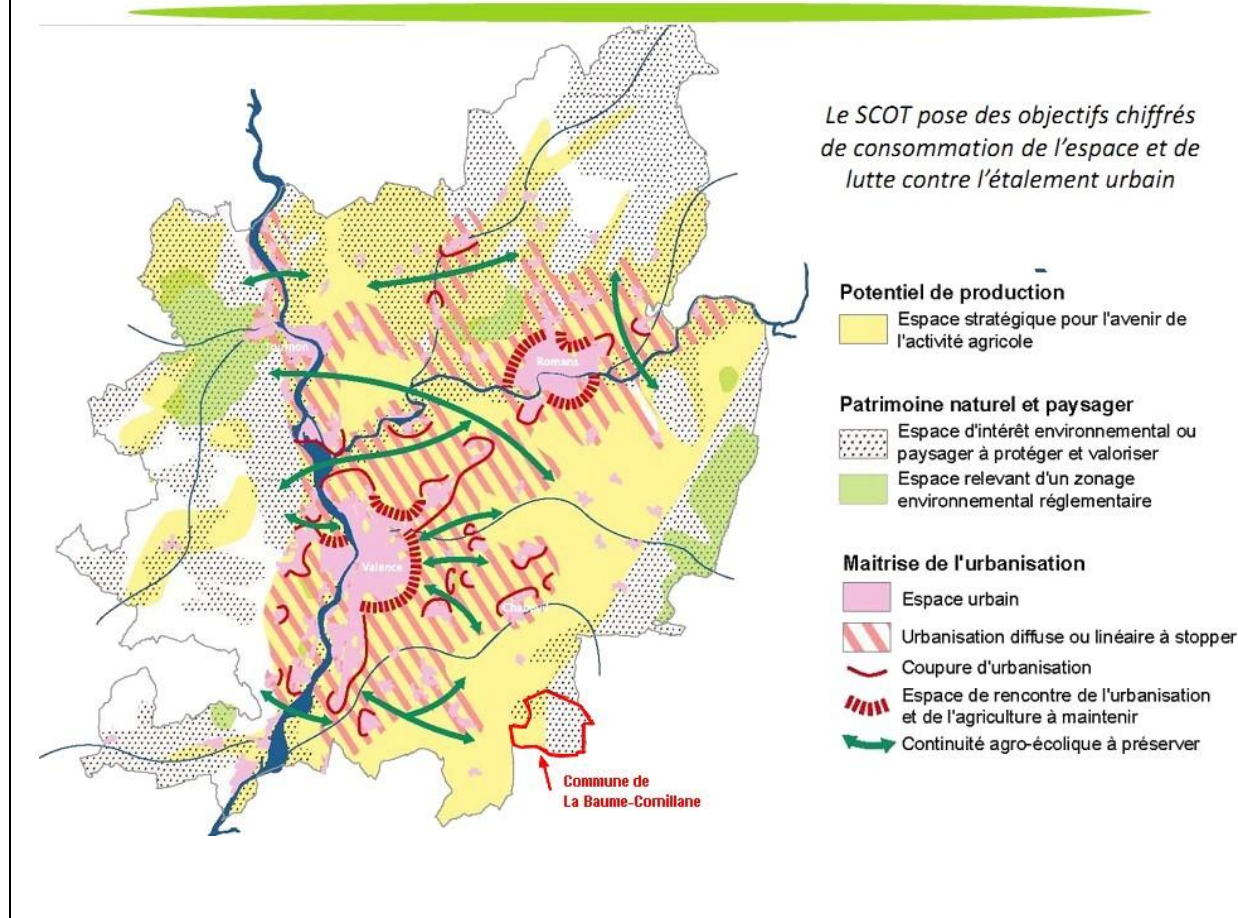 Le SCOT pose des objectifs chiffrés
de consommation de l'espace et de
lutte contre l'étalement urbain
Potentiel de production
Espace stratégique pour l'avenir de
l'activité agricole
Patrimoine naturel et paysager
Espace d'intérêt environnemental ou
paysager à protéger et valoriser
Espace relevant d'un zonage
environnemental réglementaire
Maitrise de l'urbanisation
Espace urbain
Urbanisation diffuse ou linéaire à stopper
Coupure d'urbanisation
Espace de rencontre de l'urbanisation
et de l'agriculture à maintenir
Continuité agro-écolique à préserver
Romans
Valence
Commune de
La Baume-Cornillane